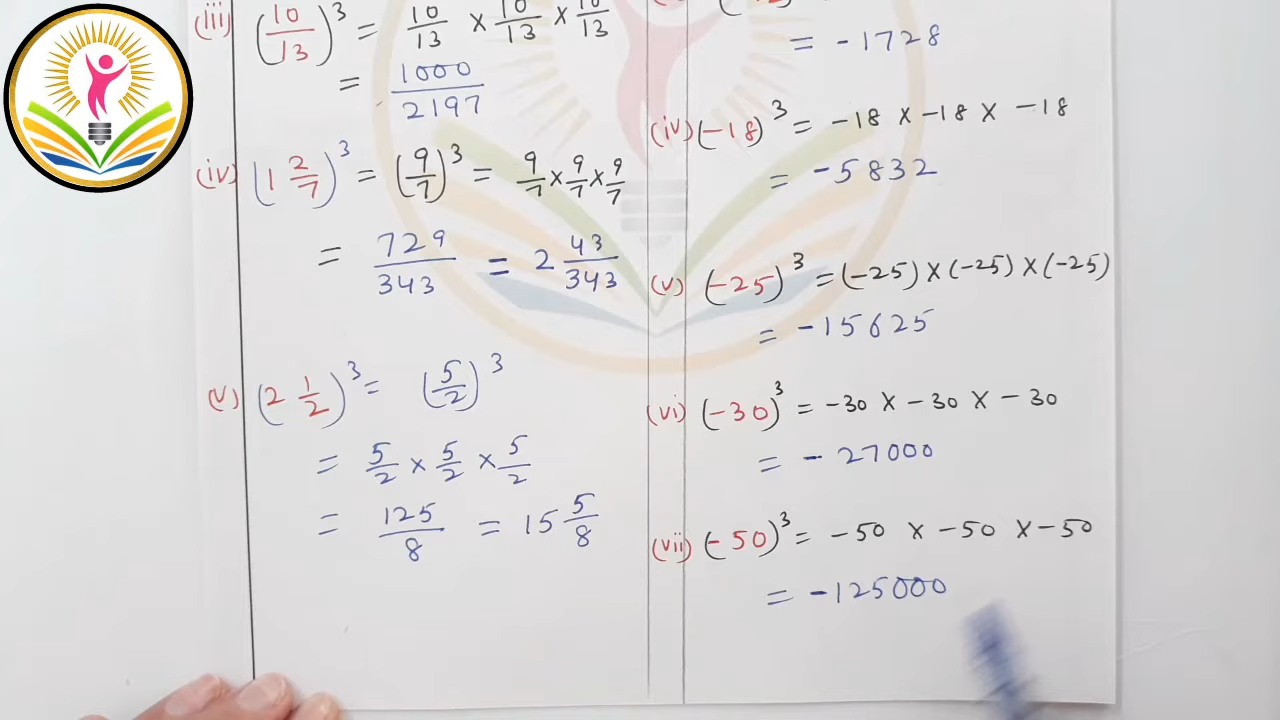 (iii) (10/13)³ = 10/13 × 10/13 × 10/13
= 1000/2197
(iv) (1 2/7)³ = (9/7)³ = 9/7 × 9/7 × 9/7
= 729/343 = 2 43/343
(v) (2 1/2)³ = (5/2)³
= 5/2 × 5/2 × 5/2
= 125/8 = 15 5/8
= -1728
(iv) (-18)³ = -18 × -18 × -18
= -5832
(v) (-25)³ = (-25) × (-25) × (-25)
= -15625
(vi) (-30)³ = -30 × -30 × -30
= -27000
(vii) (-50)³ = -50 × -50 × -50
= -125000